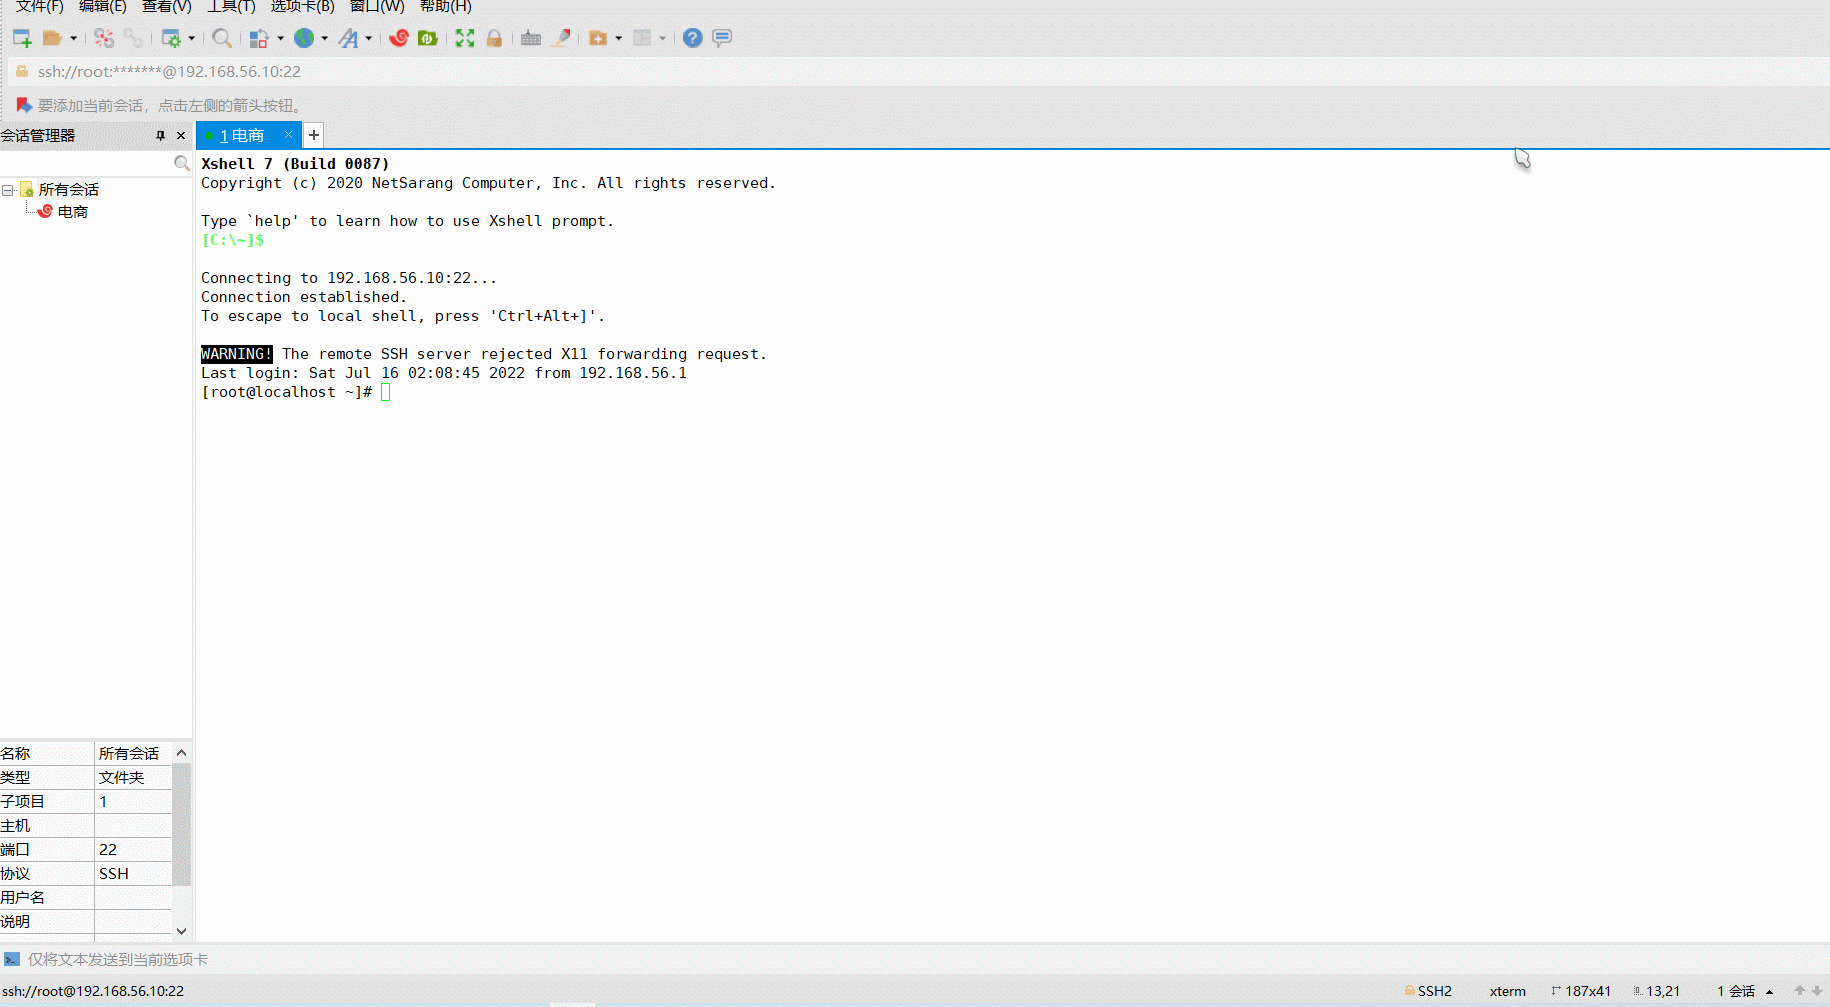 文件(F) 编辑(E) 查看(V) 工具(T) 选项卡(B) 窗口(W) 帮助(H)
ssh://root:*******@192.168.56.10:22
要添加当前会话，点击左侧的箭头按钮。
会话管理器
1 电商
所有会话
电商
Xshell 7 (Build 0087)
Copyright (c) 2020 NetSarang Computer, Inc. All rights reserved.
Type `help' to learn how to use Xshell prompt.
[C:\~]$
Connecting to 192.168.56.10:22...
Connection established.
To escape to local shell, press 'Ctrl+Alt+]'.
WARNING! The remote SSH server rejected X11 forwarding request.
Last login: Sat Jul 16 02:08:45 2022 from 192.168.56.1
[root@localhost ~]#
名称 所有会话
类型 文件夹
子项目 1
主机
端口 22
协议 SSH
用户名
说明
仅将文本发送到当前选项卡
ssh://root@192.168.56.10:22 SSH2 xterm 187x41 13,21 1 会话